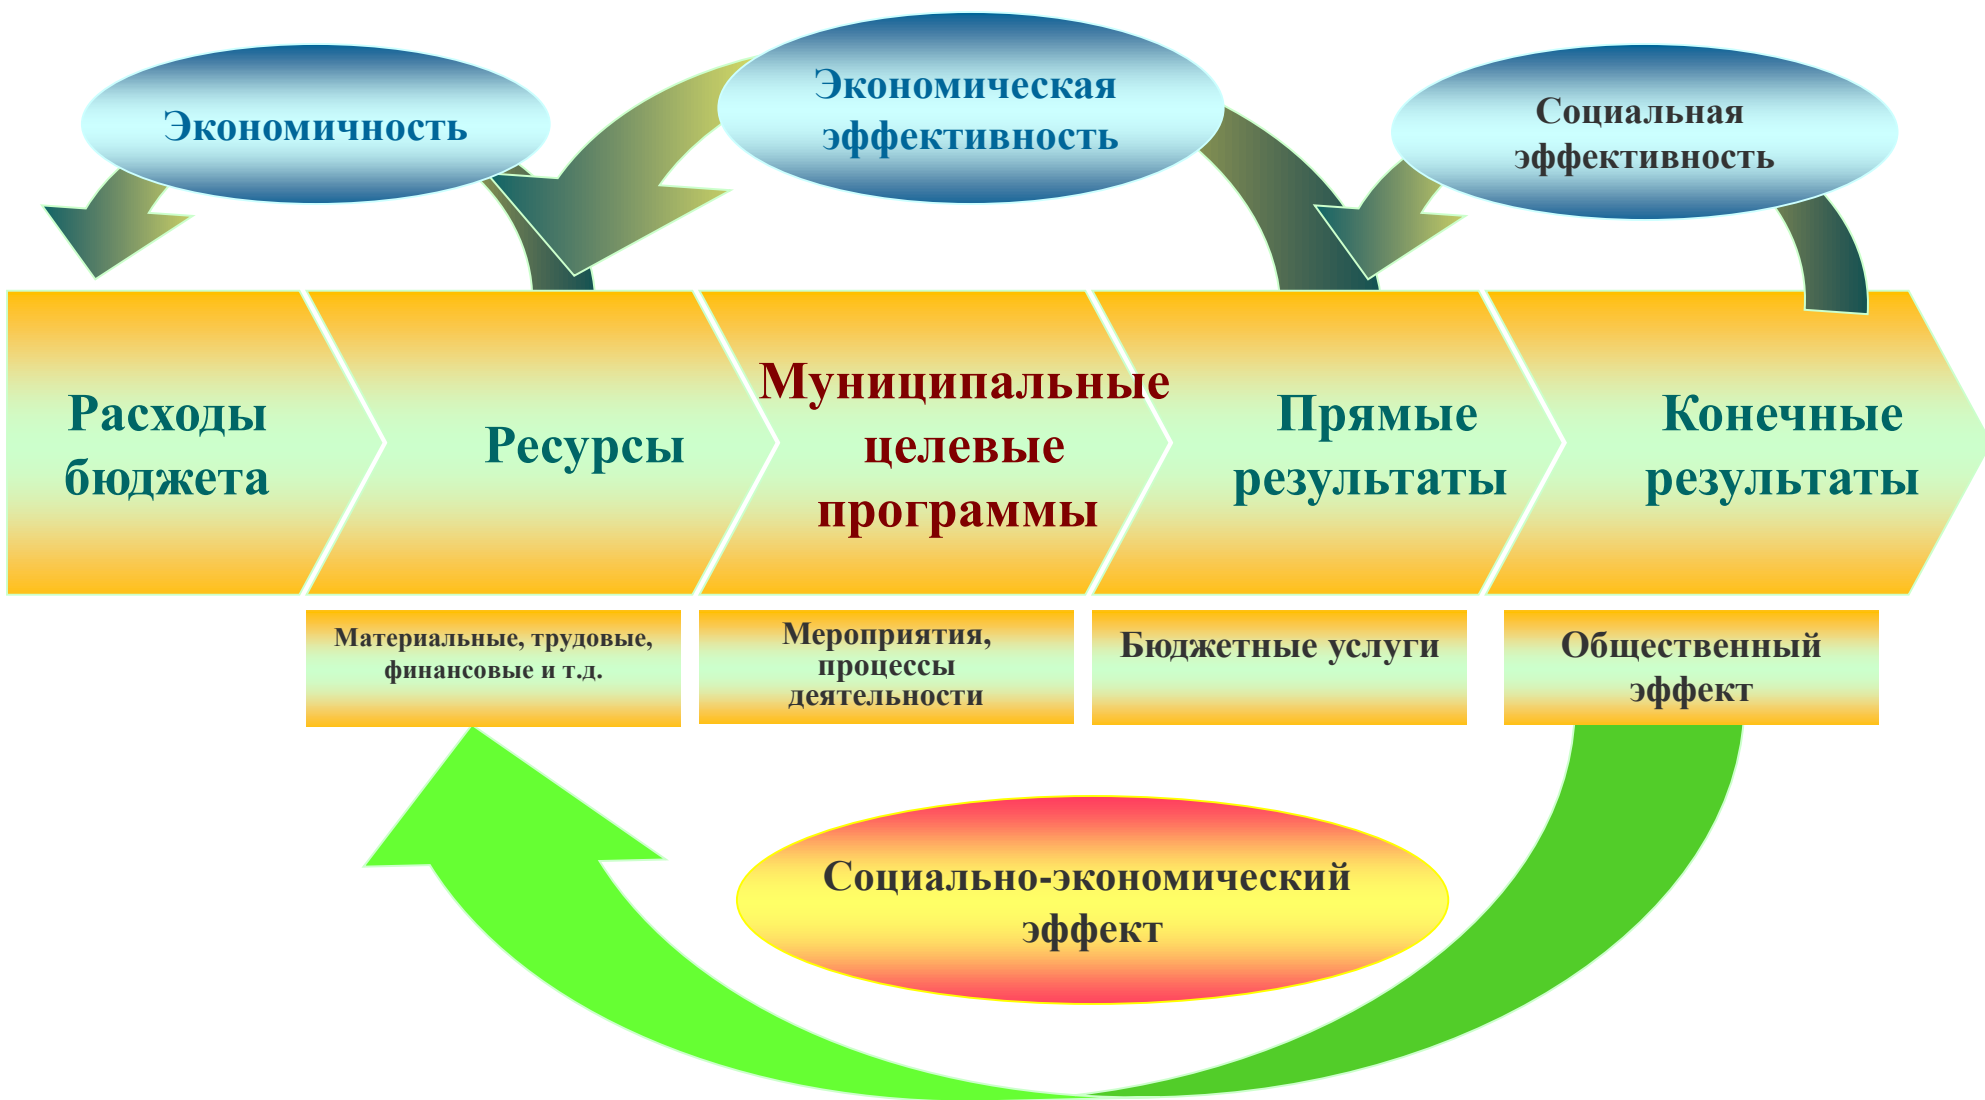 Экономичность
Экономическая
эффективность
Социальная
эффективность
Расходы
бюджета
Ресурсы
Муниципальные
целевые
программы
Прямые
результаты
Конечные
результаты
Материальные, трудовые,
финансовые и т.д.
Мероприятия,
процессы
деятельности
Бюджетные услуги
Общественный
эффект
Социально-экономический
эффект